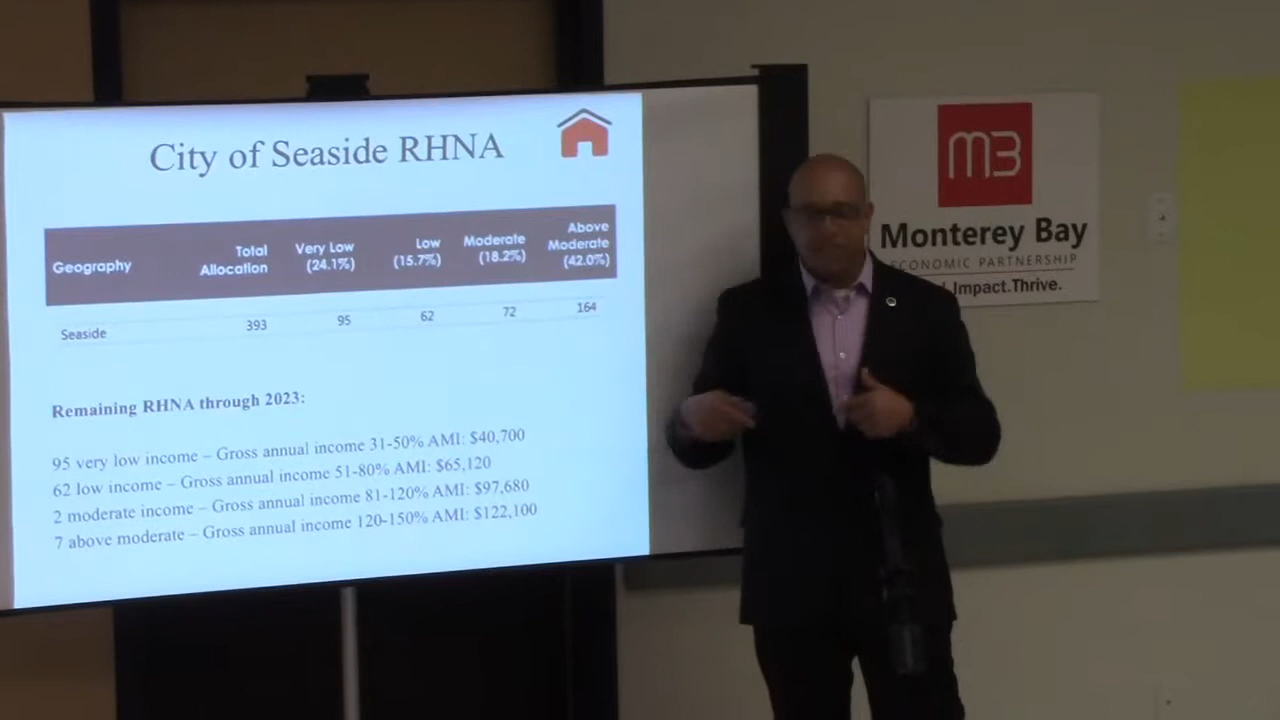 City of Seaside RHNA
Geography Total Allocation Very Low (24.1%) Low (15.7%) Moderate (18.2%) Above Moderate (42.0%)
Seaside 393 95 62 72 164
Remaining RHNA through 2023:
95 very low income – Gross annual income 31-50% AMI: $40,700
62 low income – Gross annual income 51-80% AMI: $65,120
2 moderate income – Gross annual income 81-120% AMI: $97,680
7 above moderate – Gross annual income 120-150% AMI: $122,100
M3
Monterey Bay
ECONOMIC PARTNERSHIP
Impact.Thrive.